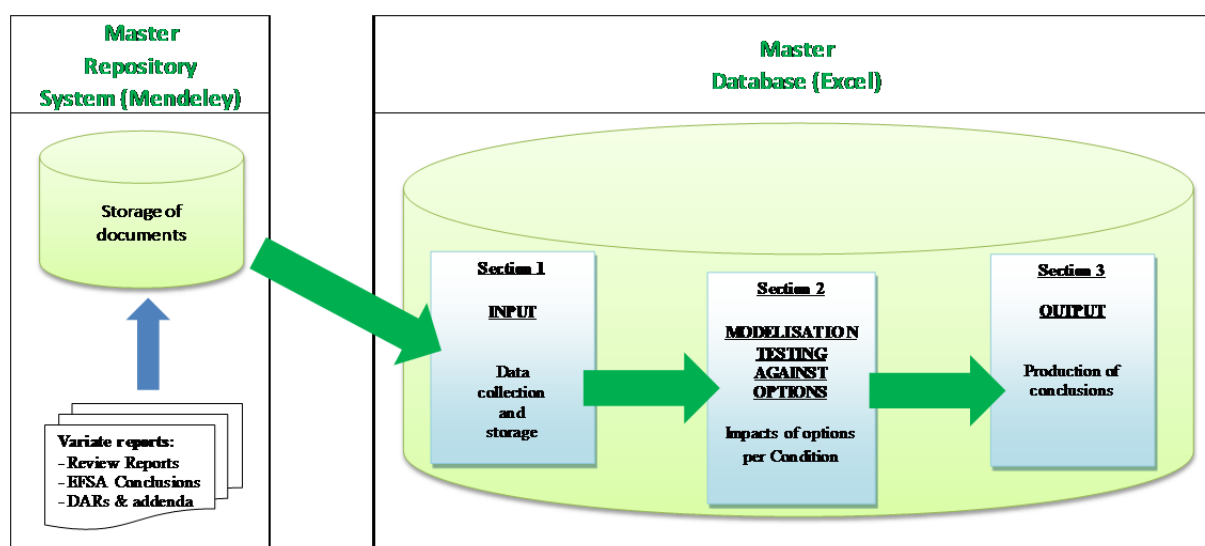 Master
Repository
System (Mendeley)
Storage of
documents
Variate reports:
- Review Reports
- EFSA Conclusions
- DARs & addenda
Master
Database (Excel)
Section 1
INPUT
Data
collection
and
storage
Section 2
MODELISATION
TESTING
AGAINST
OPTIONS
Impacts of options
per Condition
Section 3
OUTPUT
Production of
conclusions